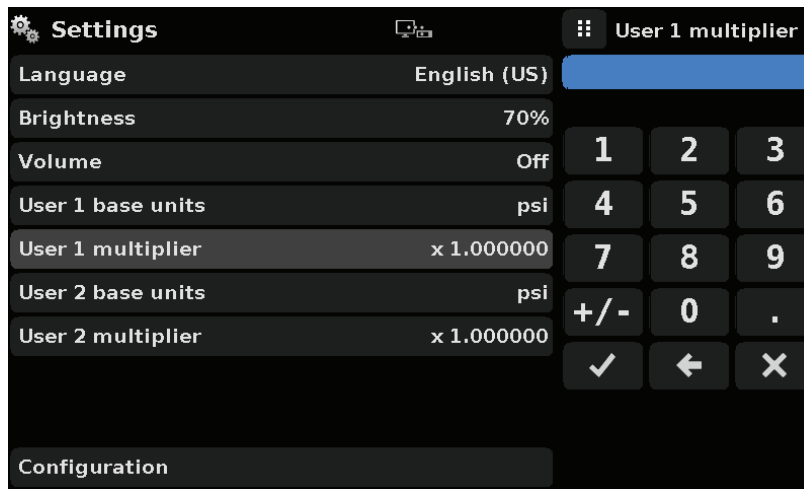 Settings
Language English (US)
Brightness 70%
Volume Off
User 1 base units psi
User 1 multiplier x 1.000000
User 2 base units psi
User 2 multiplier x 1.000000
Configuration
User 1 multiplier
1 2 3
4 5 6
7 8 9
+/- 0 .